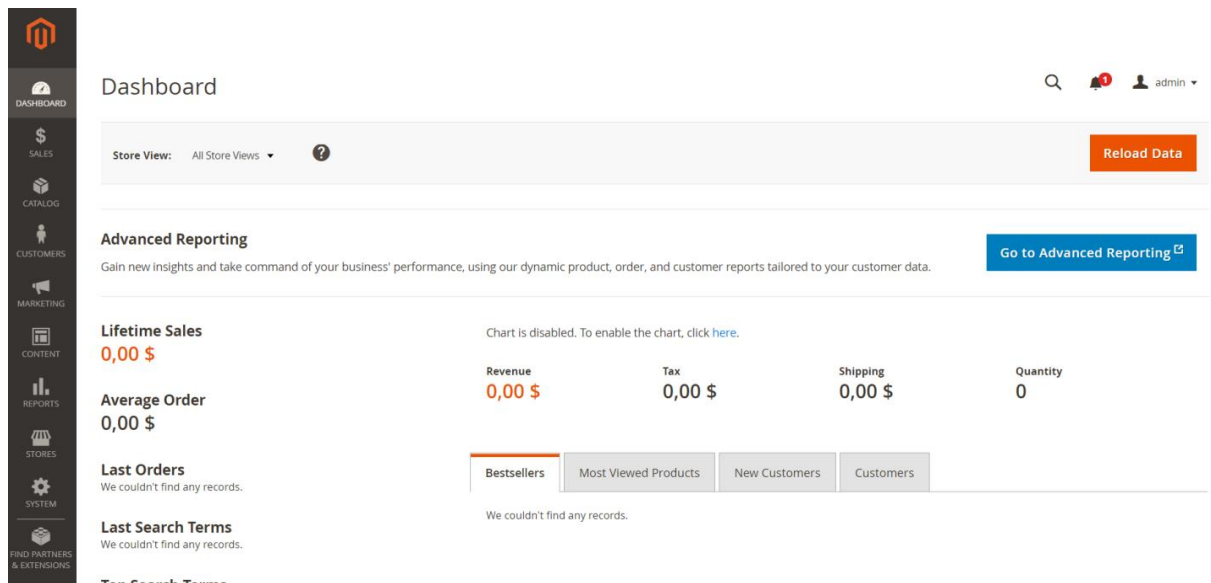 DASHBOARD
SALES
CATALOG
CUSTOMERS
MARKETING
CONTENT
REPORTS
STORES
SYSTEM
FIND PARTNERS
& EXTENSIONS
Dashboard
1
admin
Store View: All Store Views ?
Reload Data
Advanced Reporting
Gain new insights and take command of your business' performance, using our dynamic product, order, and customer reports tailored to your customer data.
Go to Advanced Reporting
Lifetime Sales
0,00 $
Average Order
0,00 $
Last Orders
We couldn't find any records.
Last Search Terms
We couldn't find any records.
Top Search Terms
Chart is disabled. To enable the chart, click here.
Revenue Tax Shipping Quantity
0,00 $ 0,00 $ 0,00 $ 0
Bestsellers Most Viewed Products New Customers Customers
We couldn't find any records.